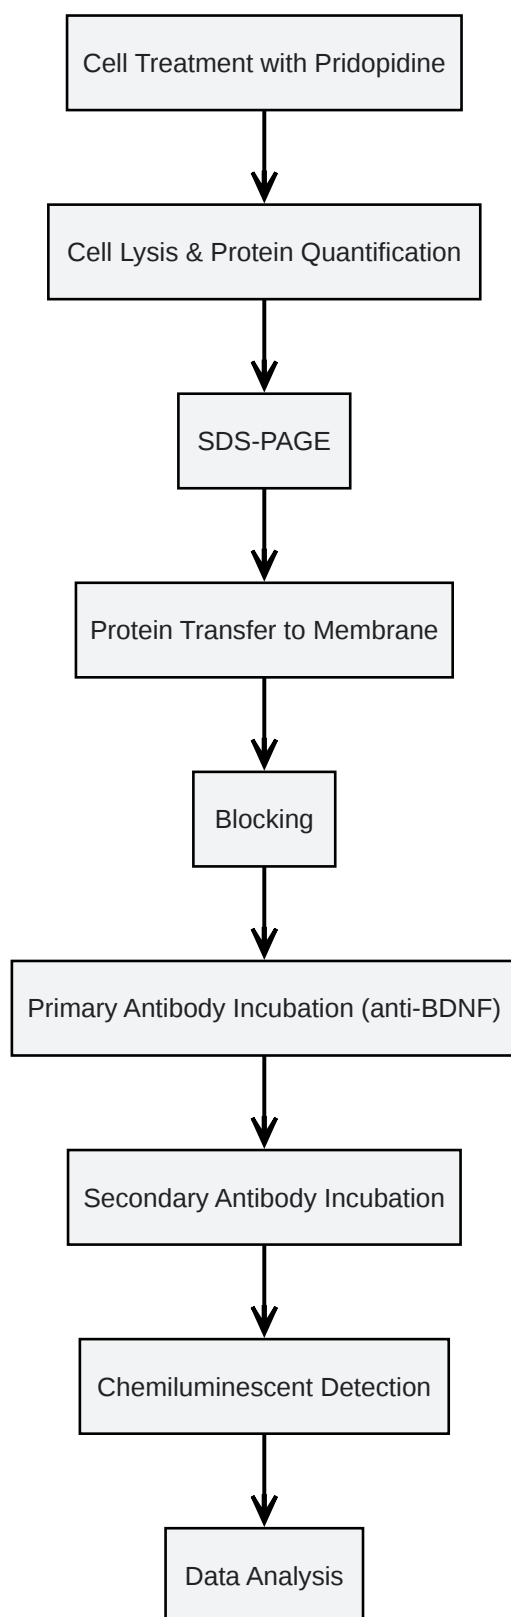 Cell Treatment with Pridopidine
Cell Lysis & Protein Quantification
SDS-PAGE
Protein Transfer to Membrane
Blocking
Primary Antibody Incubation (anti-BDNF)
Secondary Antibody Incubation
Chemiluminescent Detection
Data Analysis